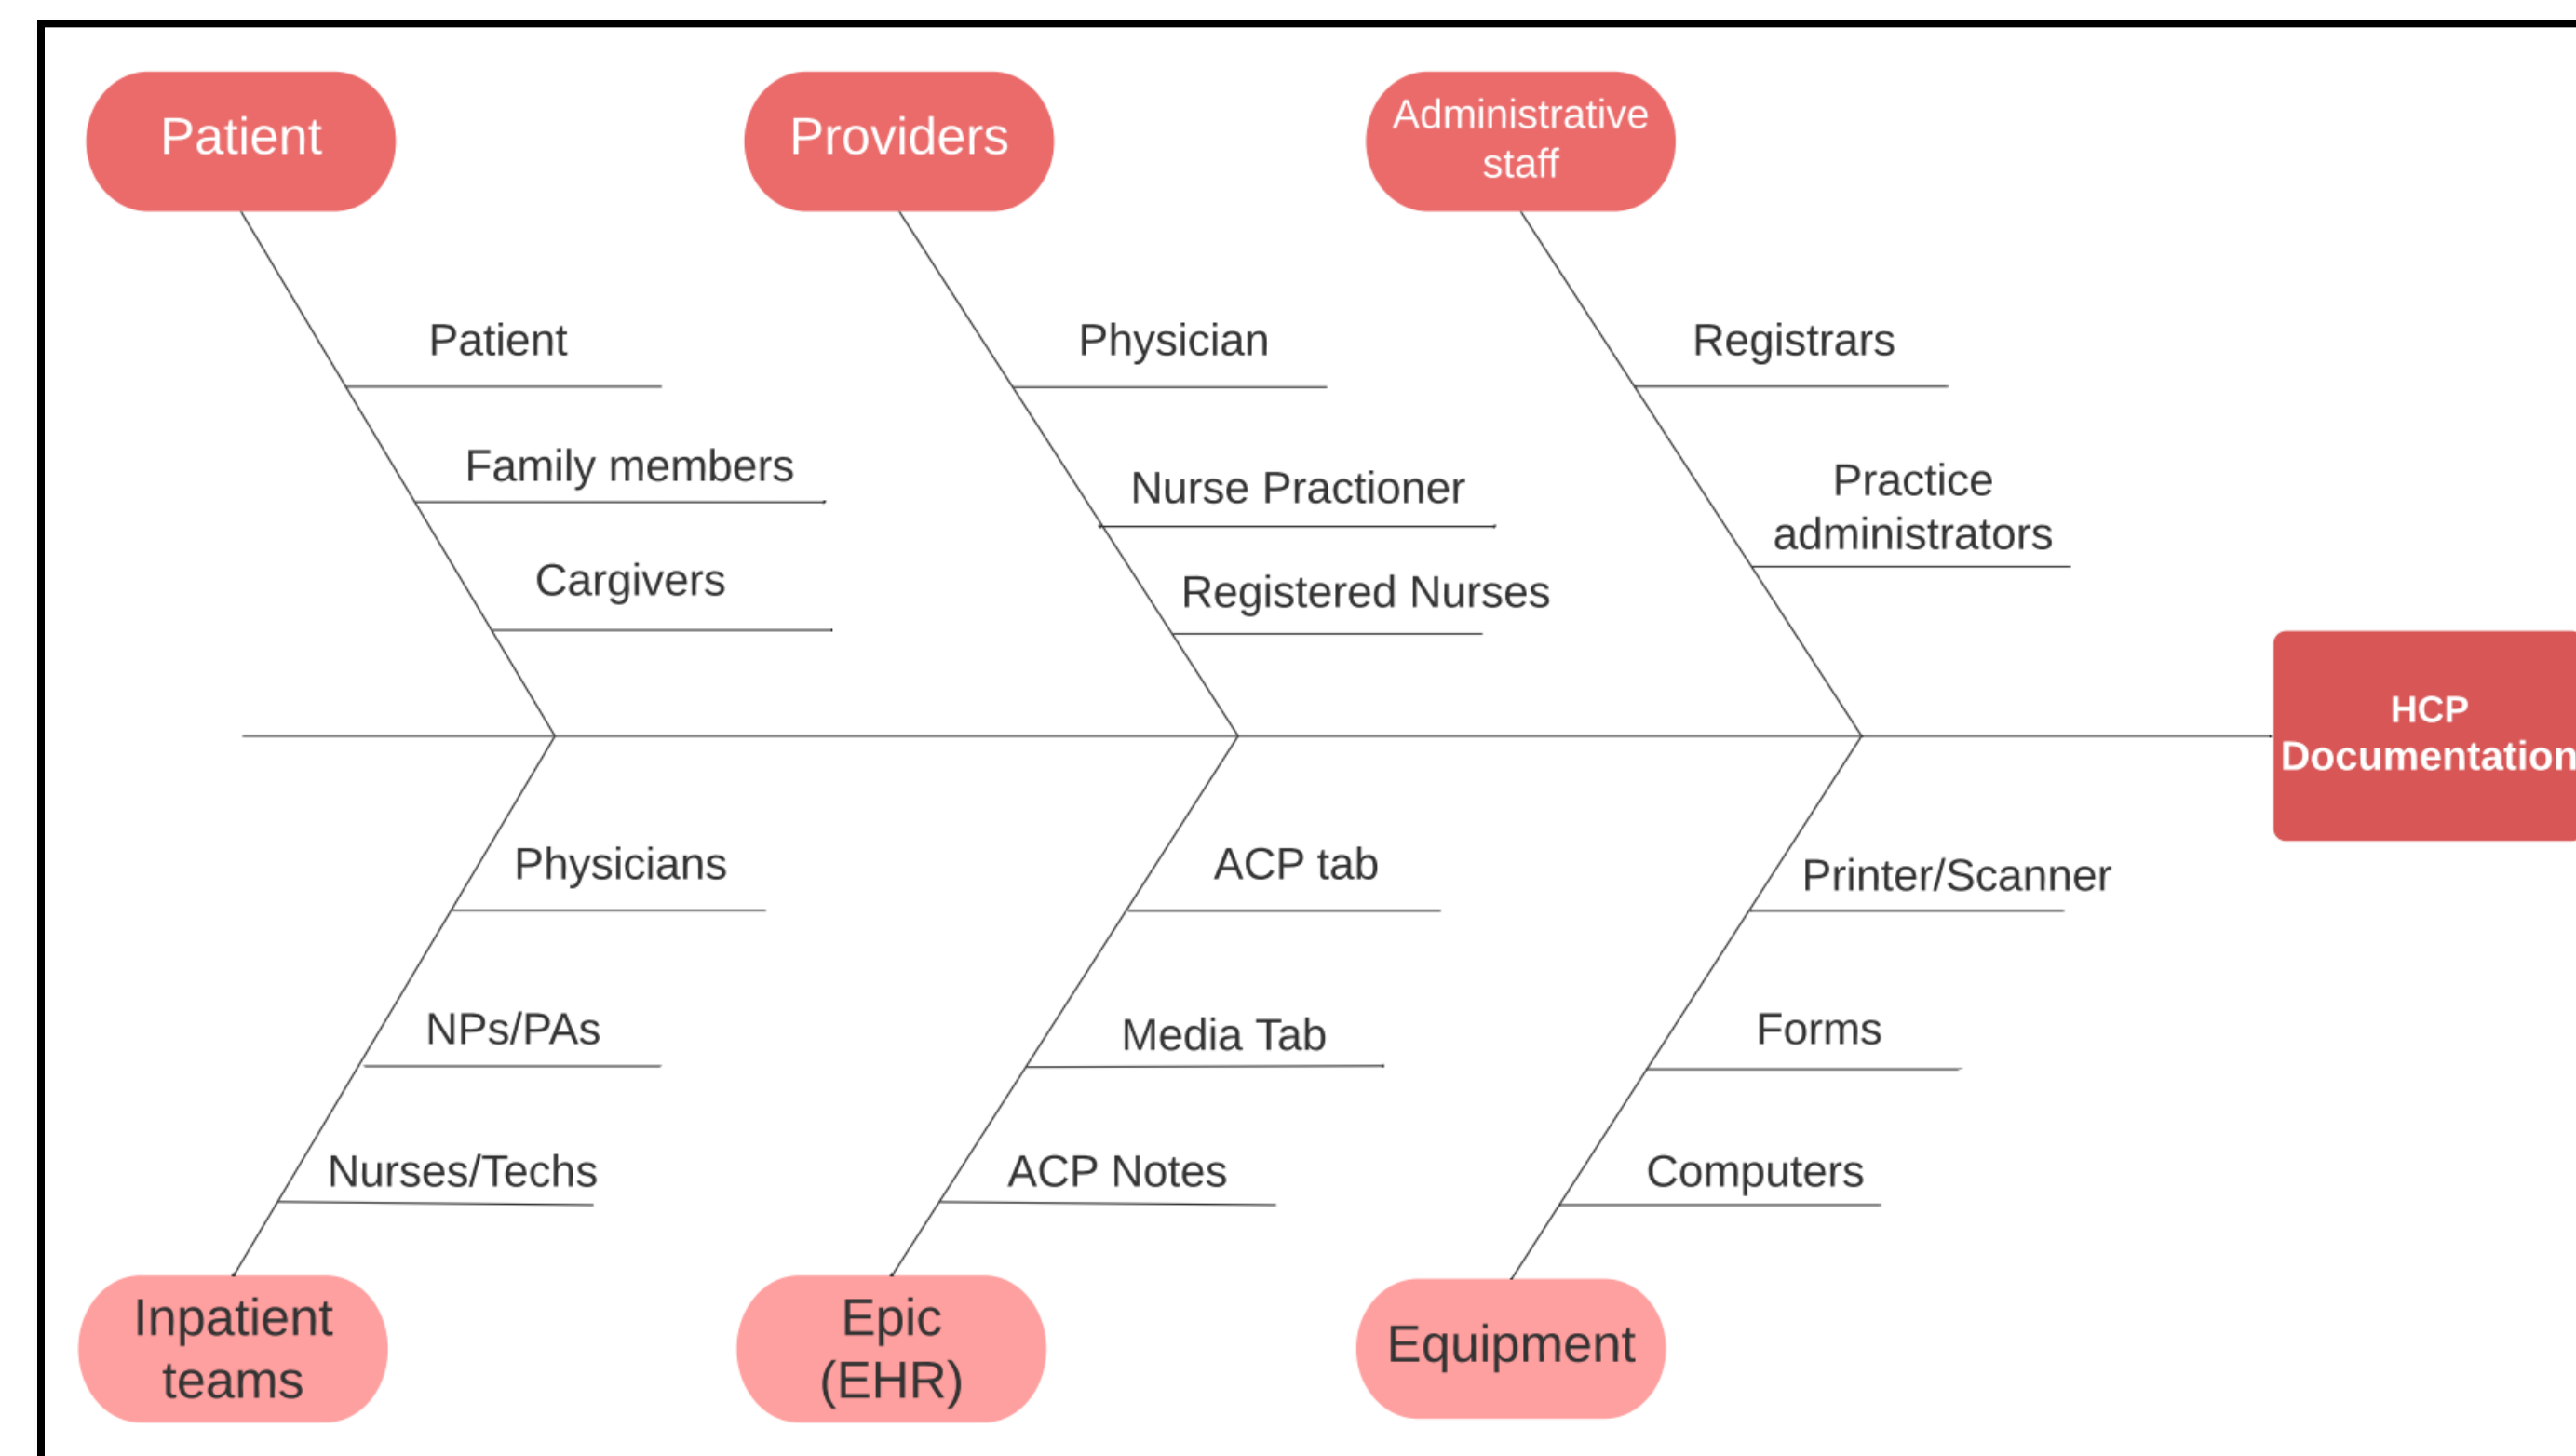 Patient
Providers
Administrative
staff
Patient
Family members
Cargivers
Physician
Nurse Practioner
Registered Nurses
Registrars
Practice
administrators
HCP
Documentation
Physicians
NPs/PAs
Nurses/Techs
ACP tab
Media Tab
ACP Notes
Printer/Scanner
Forms
Computers
Inpatient
teams
Epic
(EHR)
Equipment